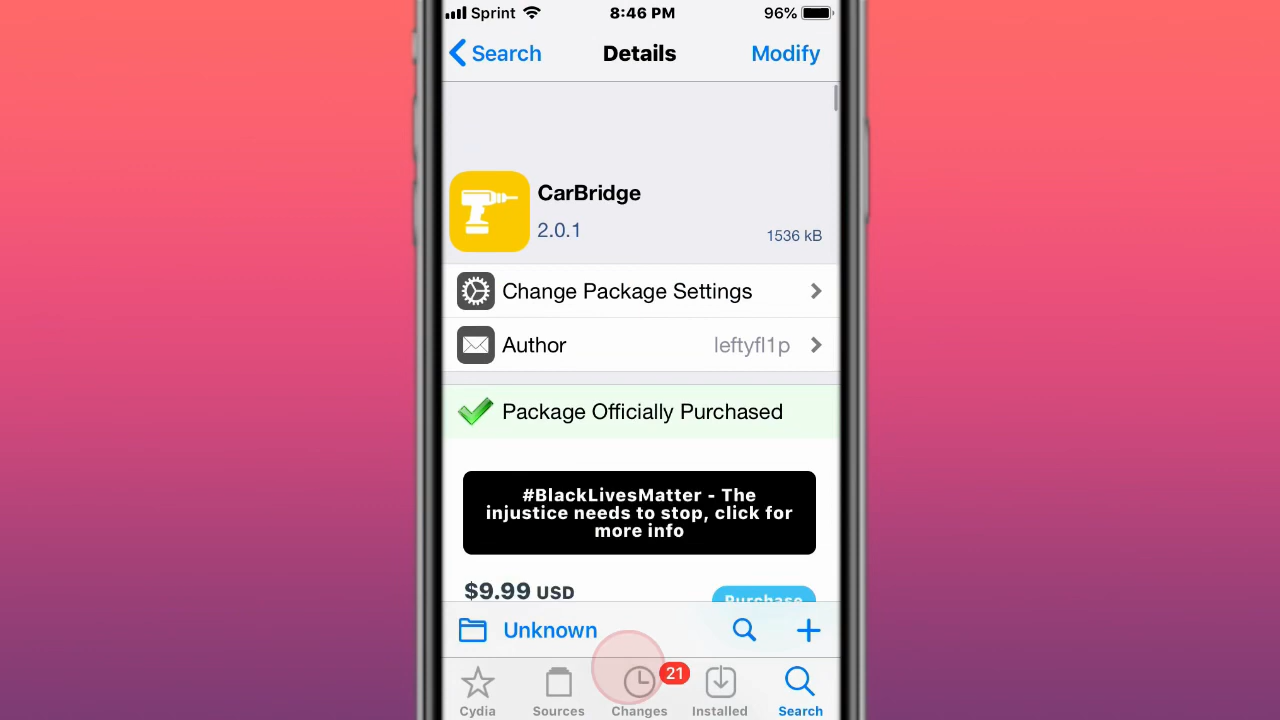 Sprint 8:46 PM 96%
Search Details Modify
CarBridge
2.0.1 1536 kB
Change Package Settings
Author leftyfl1p
Package Officially Purchased
#BlackLivesMatter - The
injustice needs to stop, click for
more info
$9.99 USD Purchase
Unknown
21
Cydia Sources Changes Installed Search